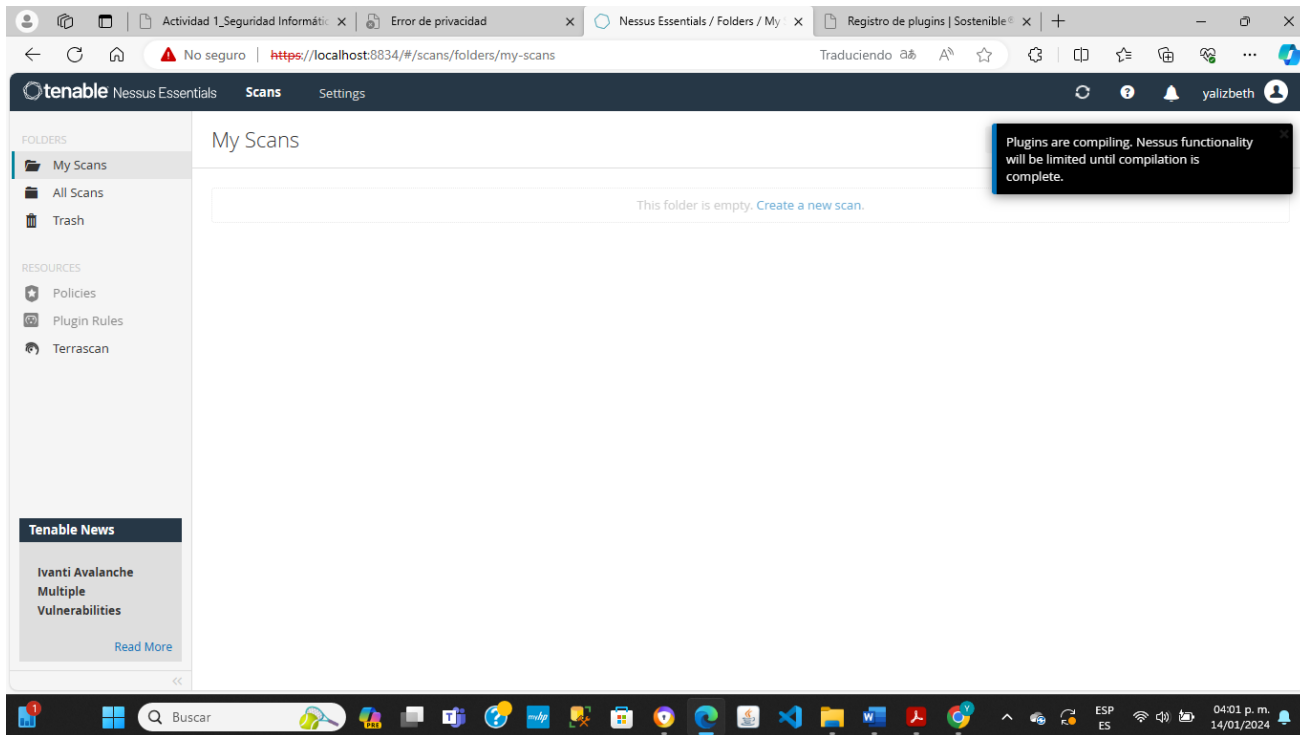 Actividad 1_Seguridad Informátic
Error de privacidad
Nessus Essentials / Folders / My
Registro de plugins | Sostenible®
No seguro | https://localhost:8834/#/scans/folders/my-scans
Traduciendo
tenable Nessus Essentials
Scans
Settings
yalizbeth
FOLDERS
My Scans
All Scans
Trash
RESOURCES
Policies
Plugin Rules
Terrascan
My Scans
Plugins are compiling. Nessus functionality
will be limited until compilation is
complete.
This folder is empty. Create a new scan.
Tenable News
Ivanti Avalanche
Multiple
Vulnerabilities
Read More
1
Buscar
PRE
myhp
ESP
ES
04:01 p. m.
14/01/2024